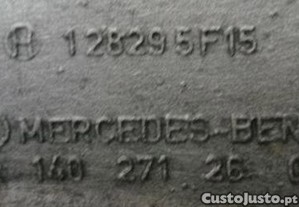 H 128295F15
MERCEDES-BEN
140 271 26
CustoJusto.pt